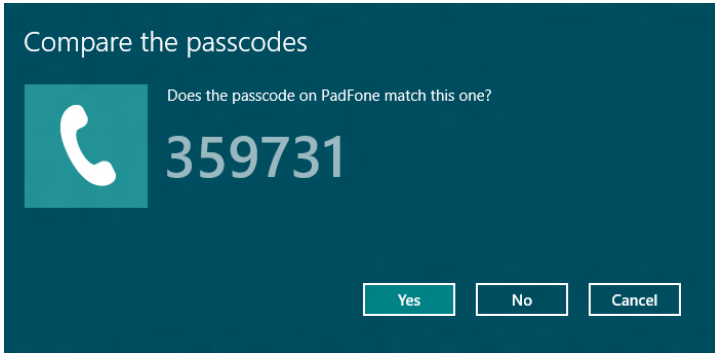 Compare the passcodes
Does the passcode on PadFone match this one?
359731
Yes No Cancel